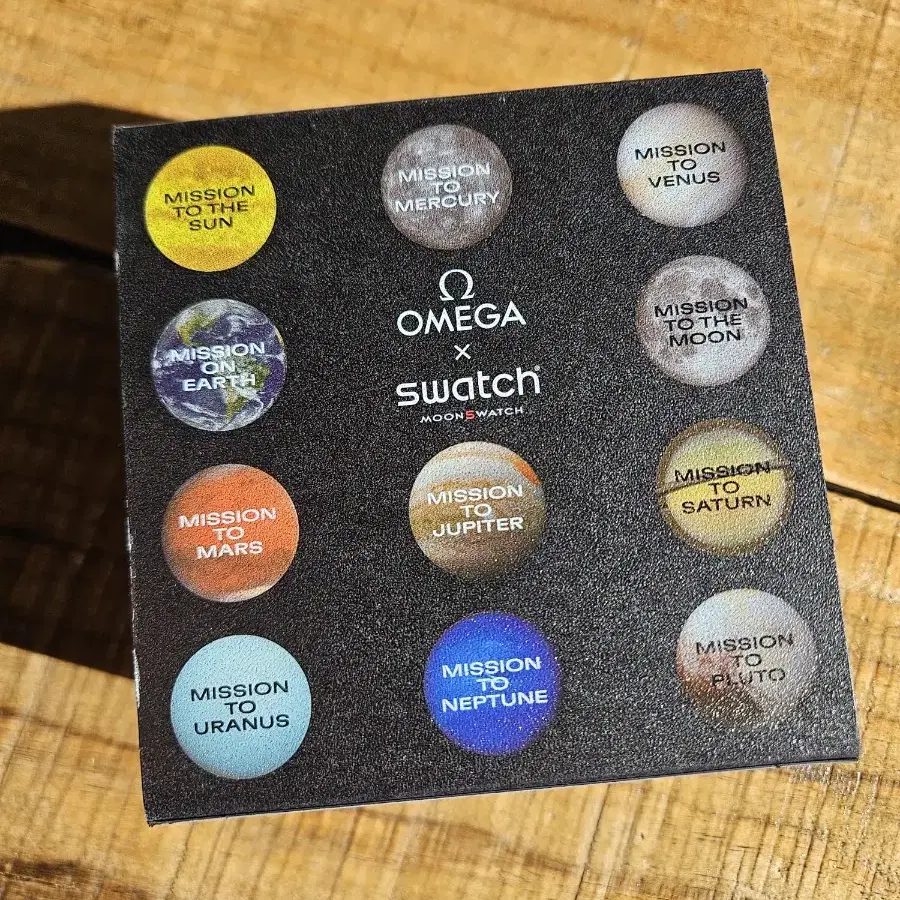 MISSION
TO THE
SUN
MISSION
TO
MERCURY
MISSION
TO
VENUS
MISSION
ON
EARTH
Ω
OMEGA
×
swatch®
MOONSWATCH
MISSION
TO THE
MOON
MISSION
TO
MARS
MISSION
TO
JUPITER
MISSION
TO
SATURN
MISSION
TO
URANUS
MISSION
TO
NEPTUNE
MISSION
TO
PLUTO